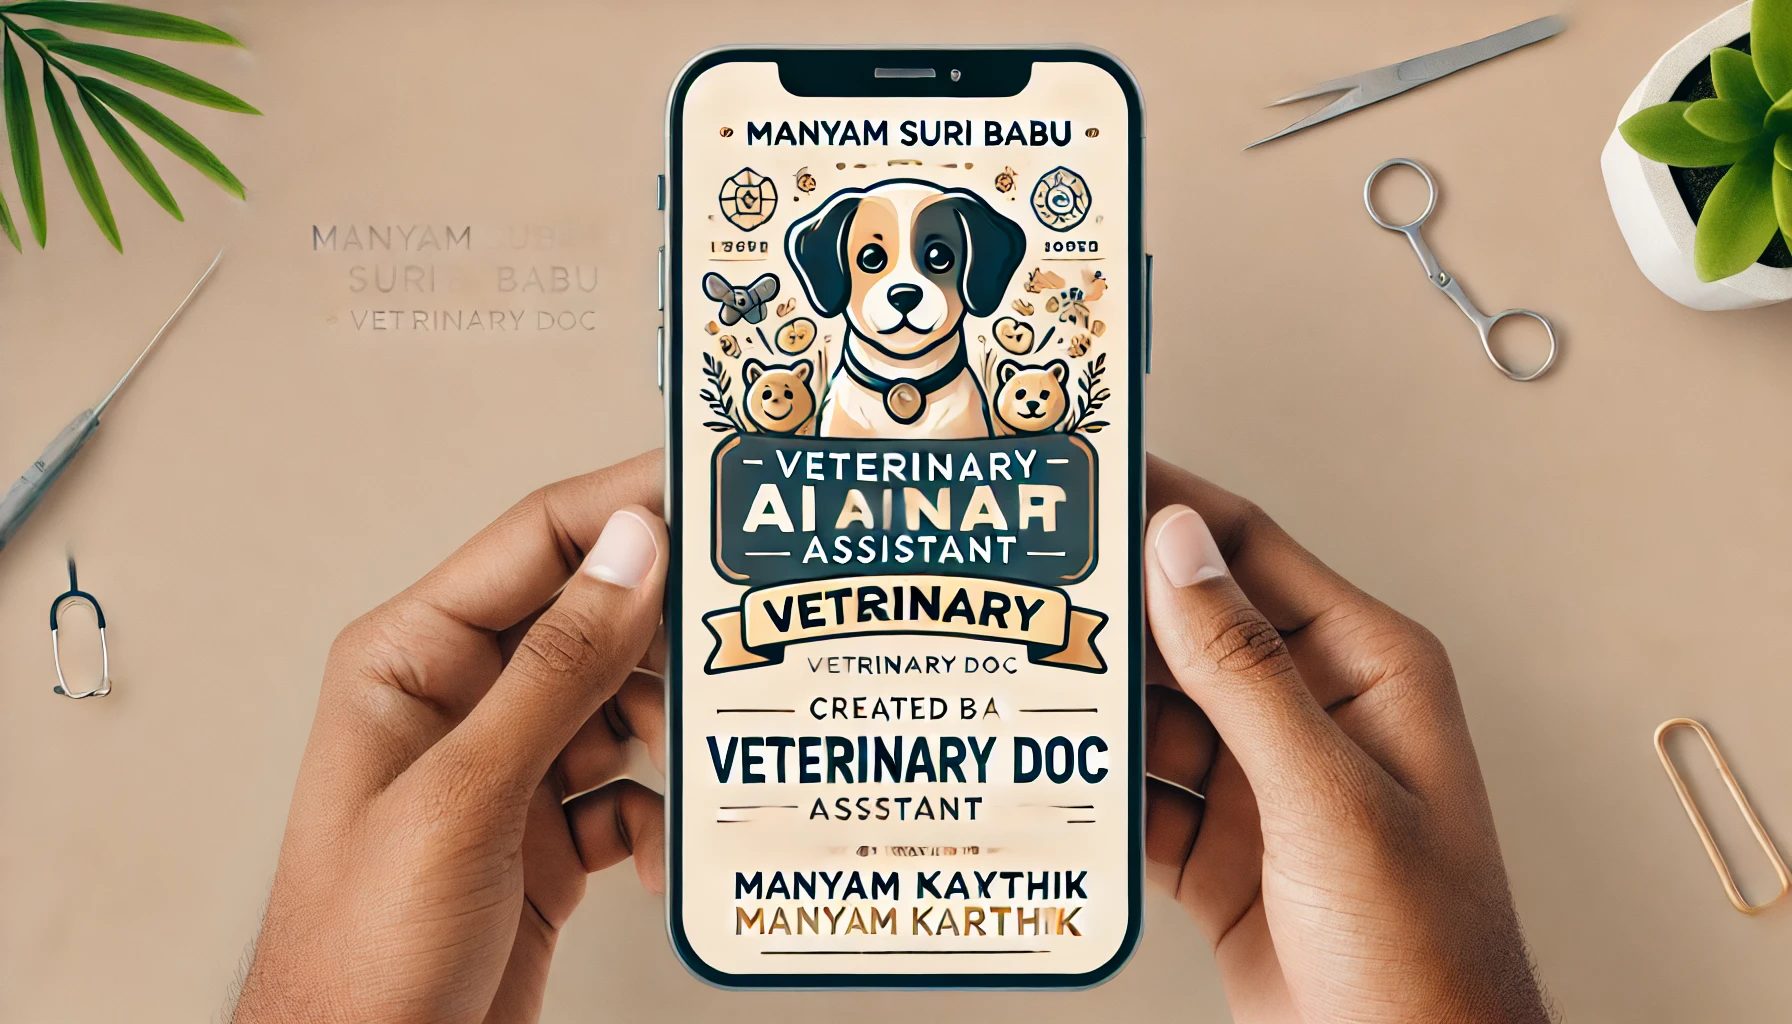 MANYAM
SURI BABU
VETRINARY DOC
MANYAM SURI BABU
VETERINARY
AI AINART
ASSISTANT
VETRINARY
VETRINARY DOC
CREATED BA
VETERINARY DOC
ASSSTANT
MANYAM KAYTHIK
MANYAM KARTHIK